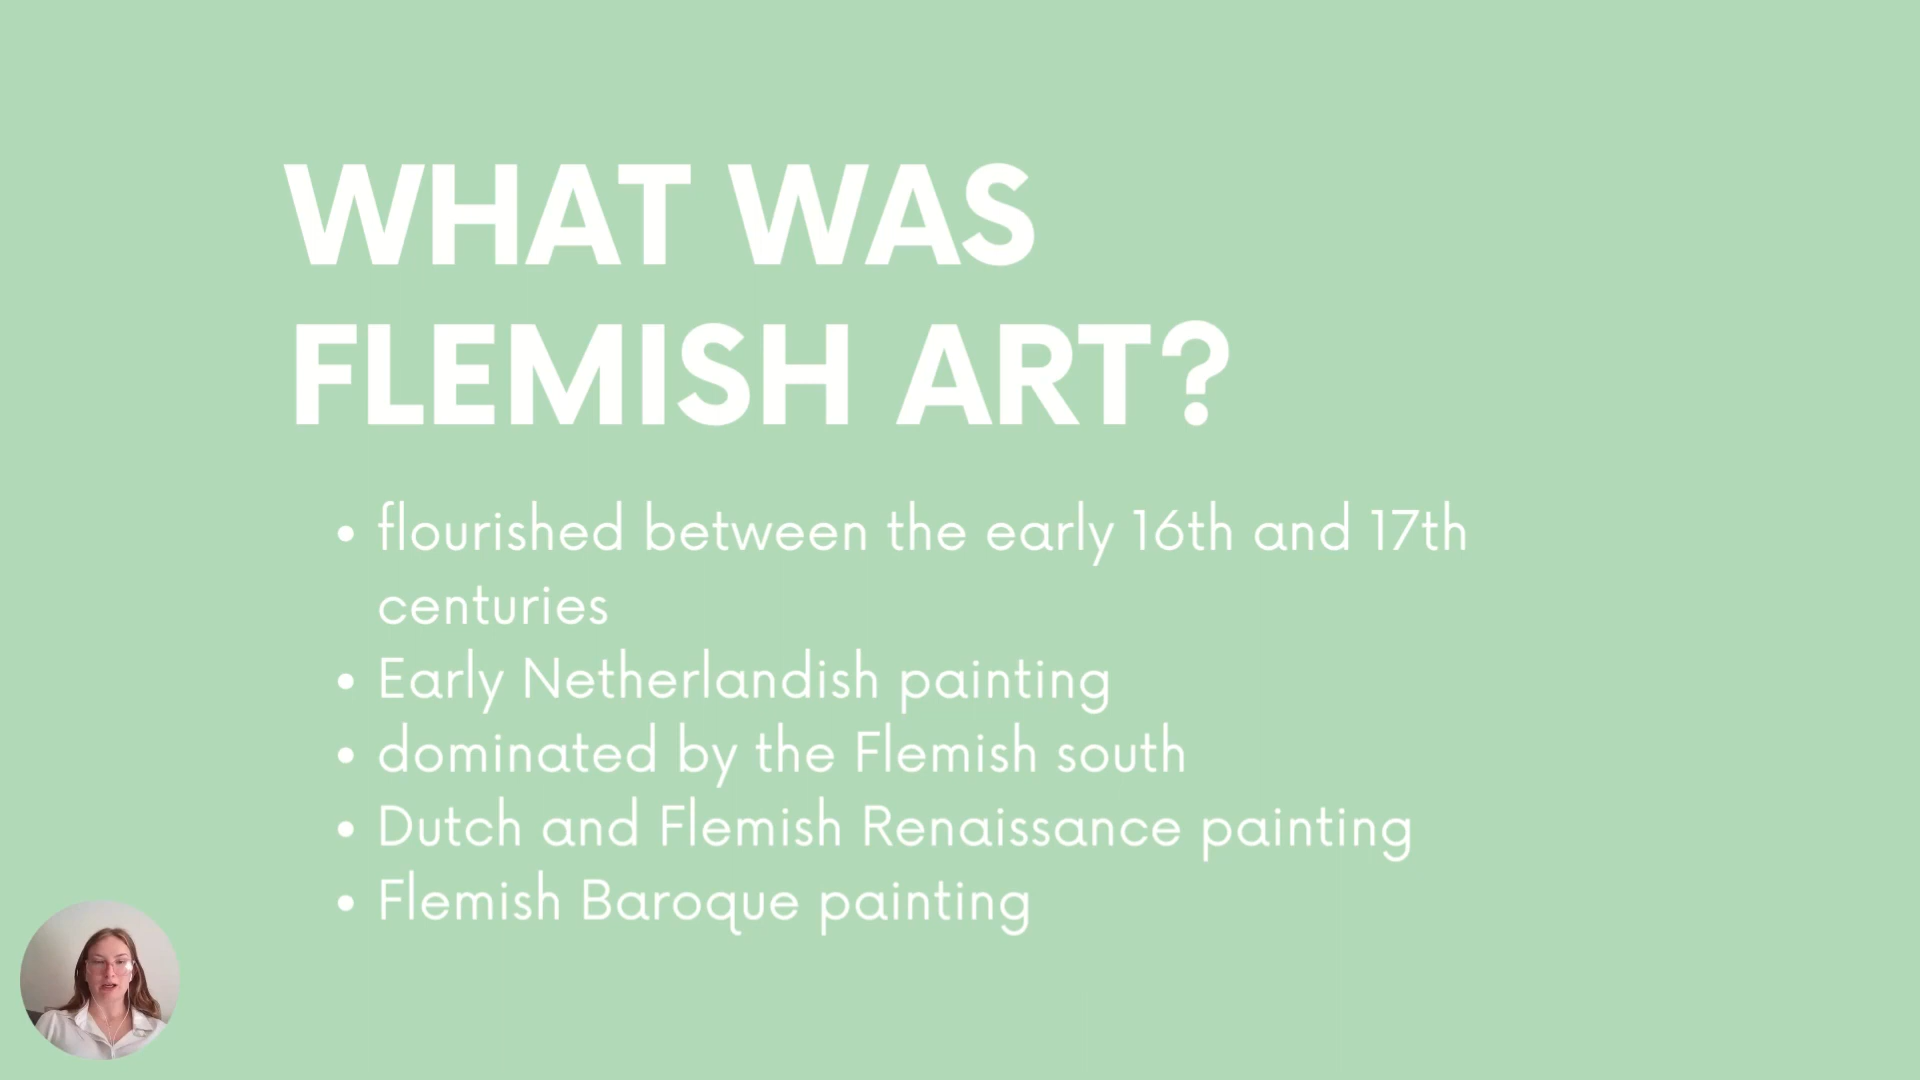 WHAT WAS
FLEMISH ART?
• flourished between the early 16th and 17th
centuries
• Early Netherlandish painting
• dominated by the Flemish south
• Dutch and Flemish Renaissance painting
• Flemish Baroque painting